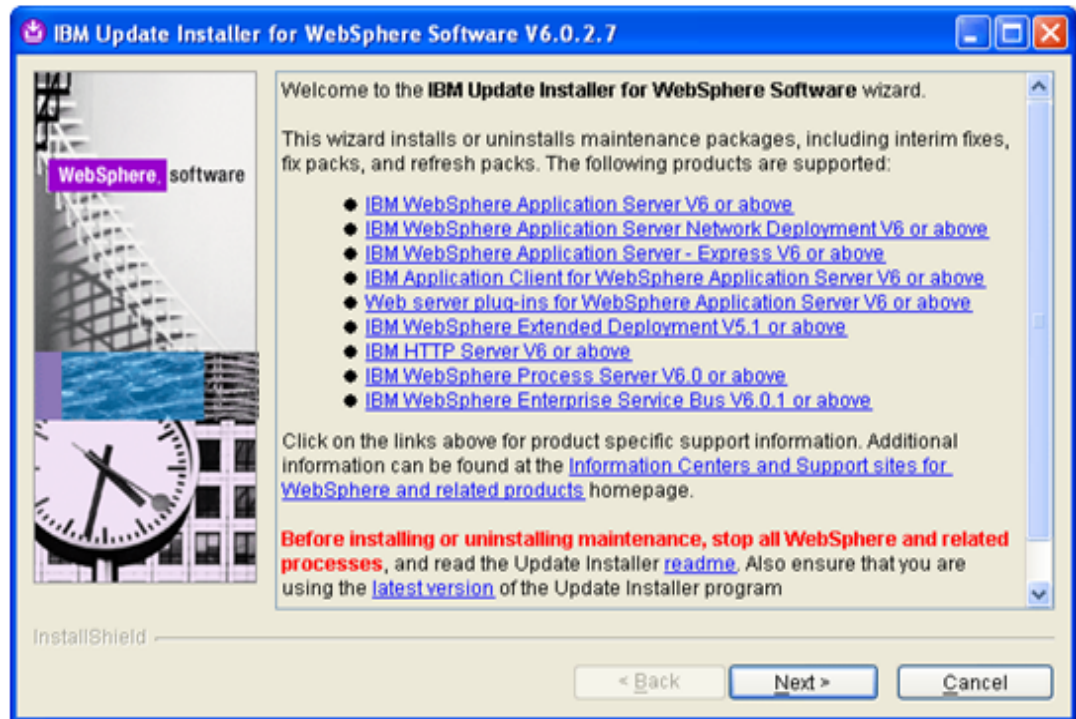 IBM Update Installer for WebSphere Software V6.0.2.7
WebSphere. software
Welcome to the IBM Update Installer for WebSphere Software wizard.
This wizard installs or uninstalls maintenance packages, including interim fixes,
fix packs, and refresh packs. The following products are supported:
● IBM WebSphere Application Server V6 or above
● IBM WebSphere Application Server Network Deployment V6 or above
● IBM WebSphere Application Server - Express V6 or above
● IBM Application Client for WebSphere Application Server V6 or above
● Web server plug-ins for WebSphere Application Server V6 or above
● IBM WebSphere Extended Deployment V5.1 or above
● IBM HTTP Server V6 or above
● IBM WebSphere Process Server V6.0 or above
● IBM WebSphere Enterprise Service Bus V6.0.1 or above
Click on the links above for product specific support information. Additional
information can be found at the Information Centers and Support sites for
WebSphere and related products homepage.
Before installing or uninstalling maintenance, stop all WebSphere and related
processes, and read the Update Installer readme. Also ensure that you are
using the latest version of the Update Installer program
InstallShield
< Back
Next >
Cancel